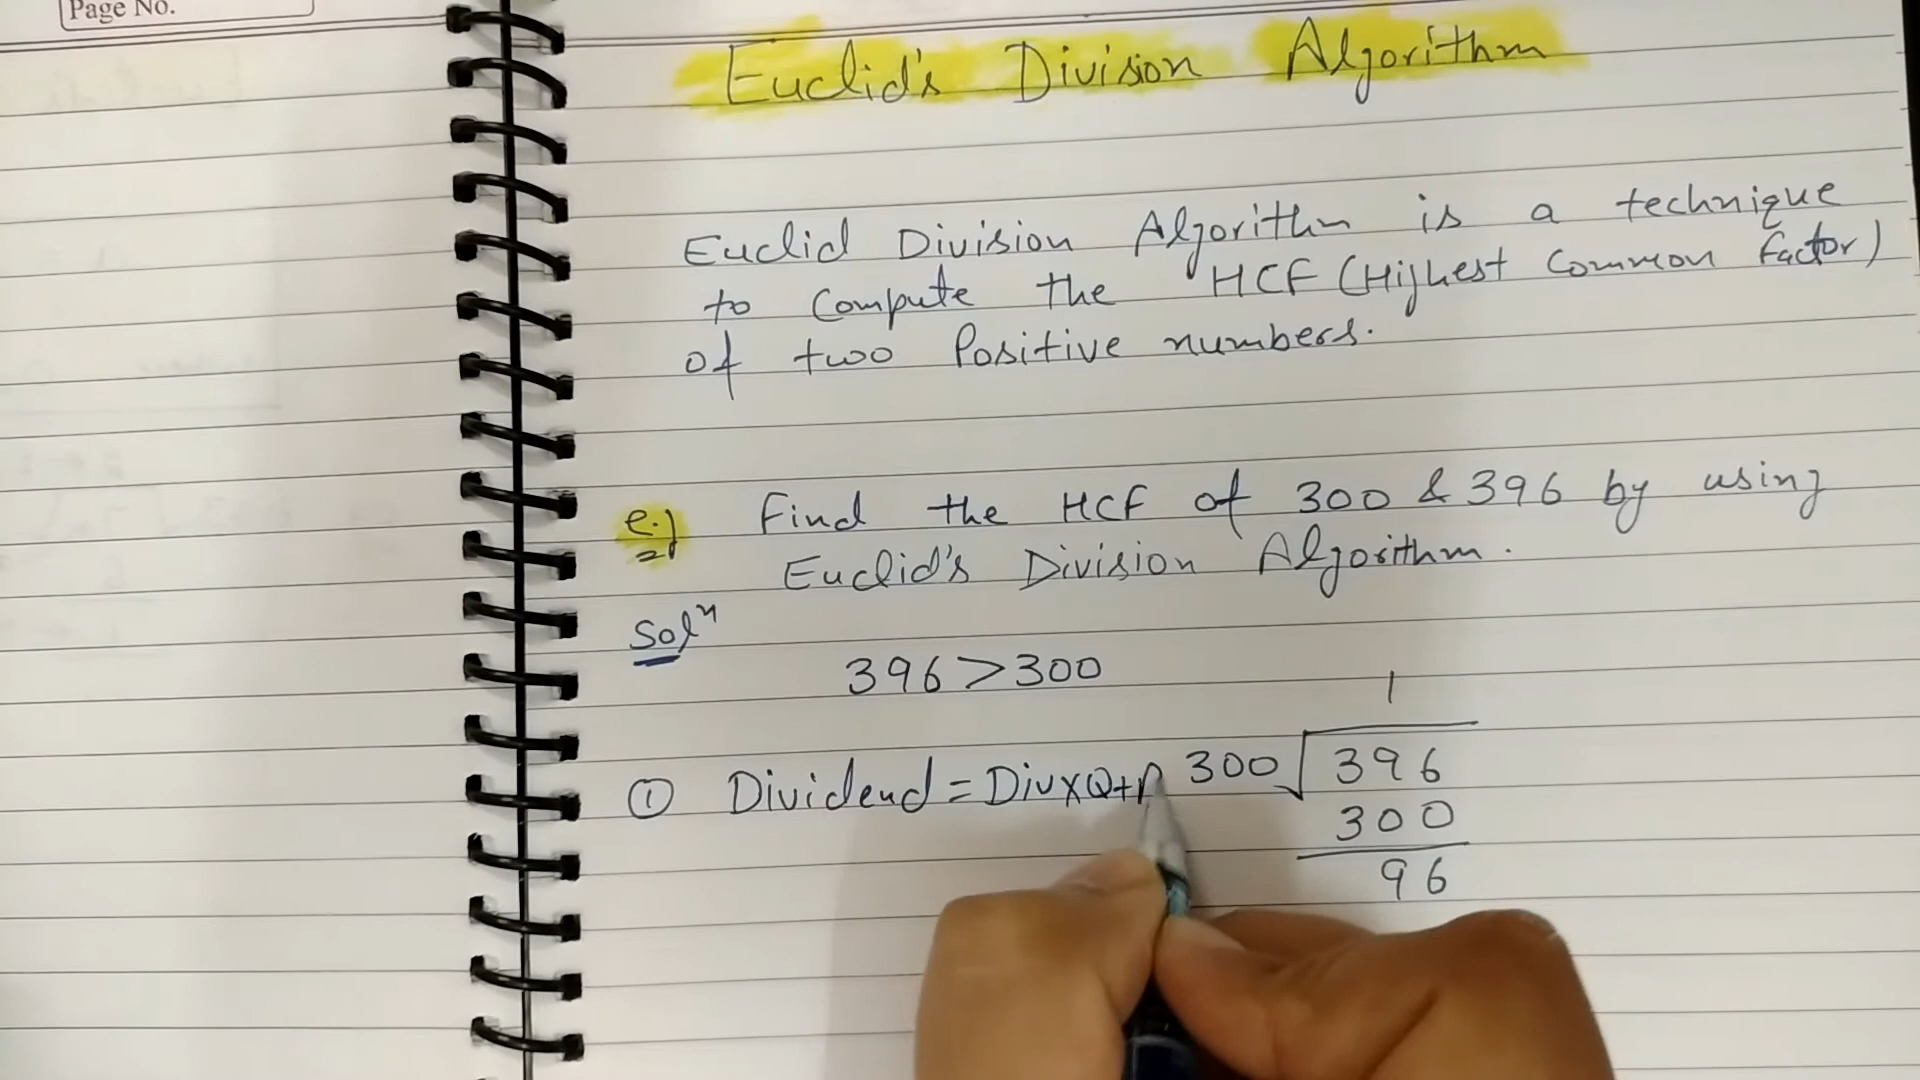 Page No.
Euclid's Division Algorithm
Euclid Division Algorithm is a technique
to compute the HCF (Highest Common Factor)
of two Positive numbers.
e.g Find the HCF of 300 & 396 by using
Euclid's Division Algorithm.
Solⁿ
396 > 300
1
① Dividend = Div x Q + r 300 √ 396
300
96